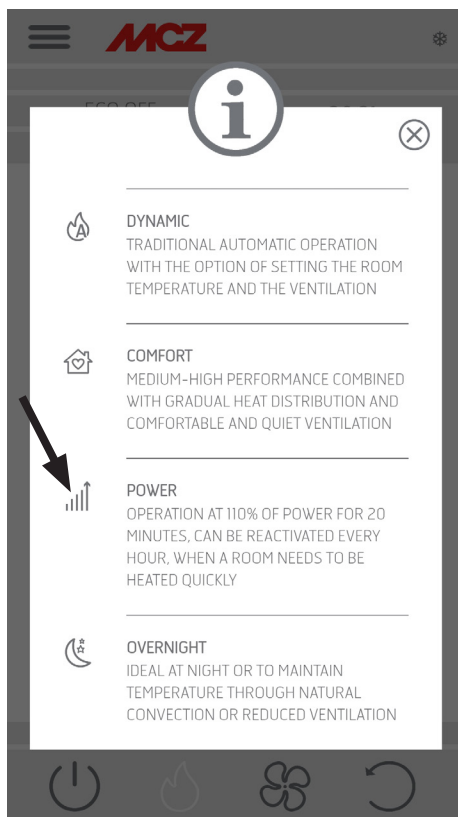 MCZ
ECO OFF
i
DYNAMIC
TRADITIONAL AUTOMATIC OPERATION
WITH THE OPTION OF SETTING THE ROOM
TEMPERATURE AND THE VENTILATION
COMFORT
MEDIUM-HIGH PERFORMANCE COMBINED
WITH GRADUAL HEAT DISTRIBUTION AND
COMFORTABLE AND QUIET VENTILATION
POWER
OPERATION AT 110% OF POWER FOR 20
MINUTES, CAN BE REACTIVATED EVERY
HOUR, WHEN A ROOM NEEDS TO BE
HEATED QUICKLY
OVERNIGHT
IDEAL AT NIGHT OR TO MAINTAIN
TEMPERATURE THROUGH NATURAL
CONVECTION OR REDUCED VENTILATION